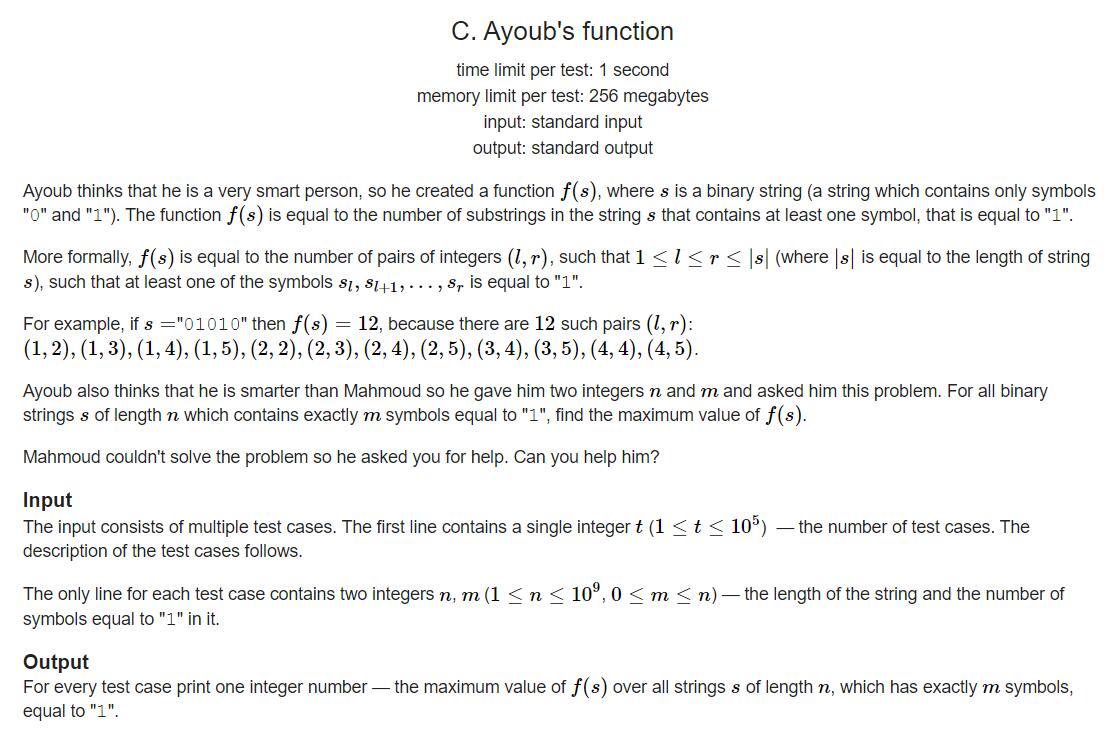 C. Ayoub's function
time limit per test: 1 second
memory limit per test: 256 megabytes
input: standard input
output: standard output
Ayoub thinks that he is a very smart person, so he created a function f(s), where s is a binary string (a string which contains only symbols
"0" and "1"). The function f(s) is equal to the number of substrings in the string s that contains at least one symbol, that is equal to "1".
More formally, f(s) is equal to the number of pairs of integers (l, r), such that 1 ≤ l ≤ r ≤ |s| (where |s| is equal to the length of string
s), such that at least one of the symbols s_l, s_{l+1}, . . . , s_r is equal to "1".
For example, if s ="01010" then f(s) = 12, because there are 12 such pairs (l, r):
(1, 2), (1, 3), (1, 4), (1, 5), (2, 2), (2, 3), (2, 4), (2, 5), (3, 4), (3, 5), (4, 4), (4, 5).
Ayoub also thinks that he is smarter than Mahmoud so he gave him two integers n and m and asked him this problem. For all binary
strings s of length n which contains exactly m symbols equal to "1", find the maximum value of f(s).
Mahmoud couldn't solve the problem so he asked you for help. Can you help him?
Input
The input consists of multiple test cases. The first line contains a single integer t (1 ≤ t ≤ 10^5) — the number of test cases. The
description of the test cases follows.
The only line for each test case contains two integers n, m (1 ≤ n ≤ 10^9, 0 ≤ m ≤ n) — the length of the string and the number of
symbols equal to "1" in it.
Output
For every test case print one integer number — the maximum value of f(s) over all strings s of length n, which has exactly m symbols,
equal to "1".